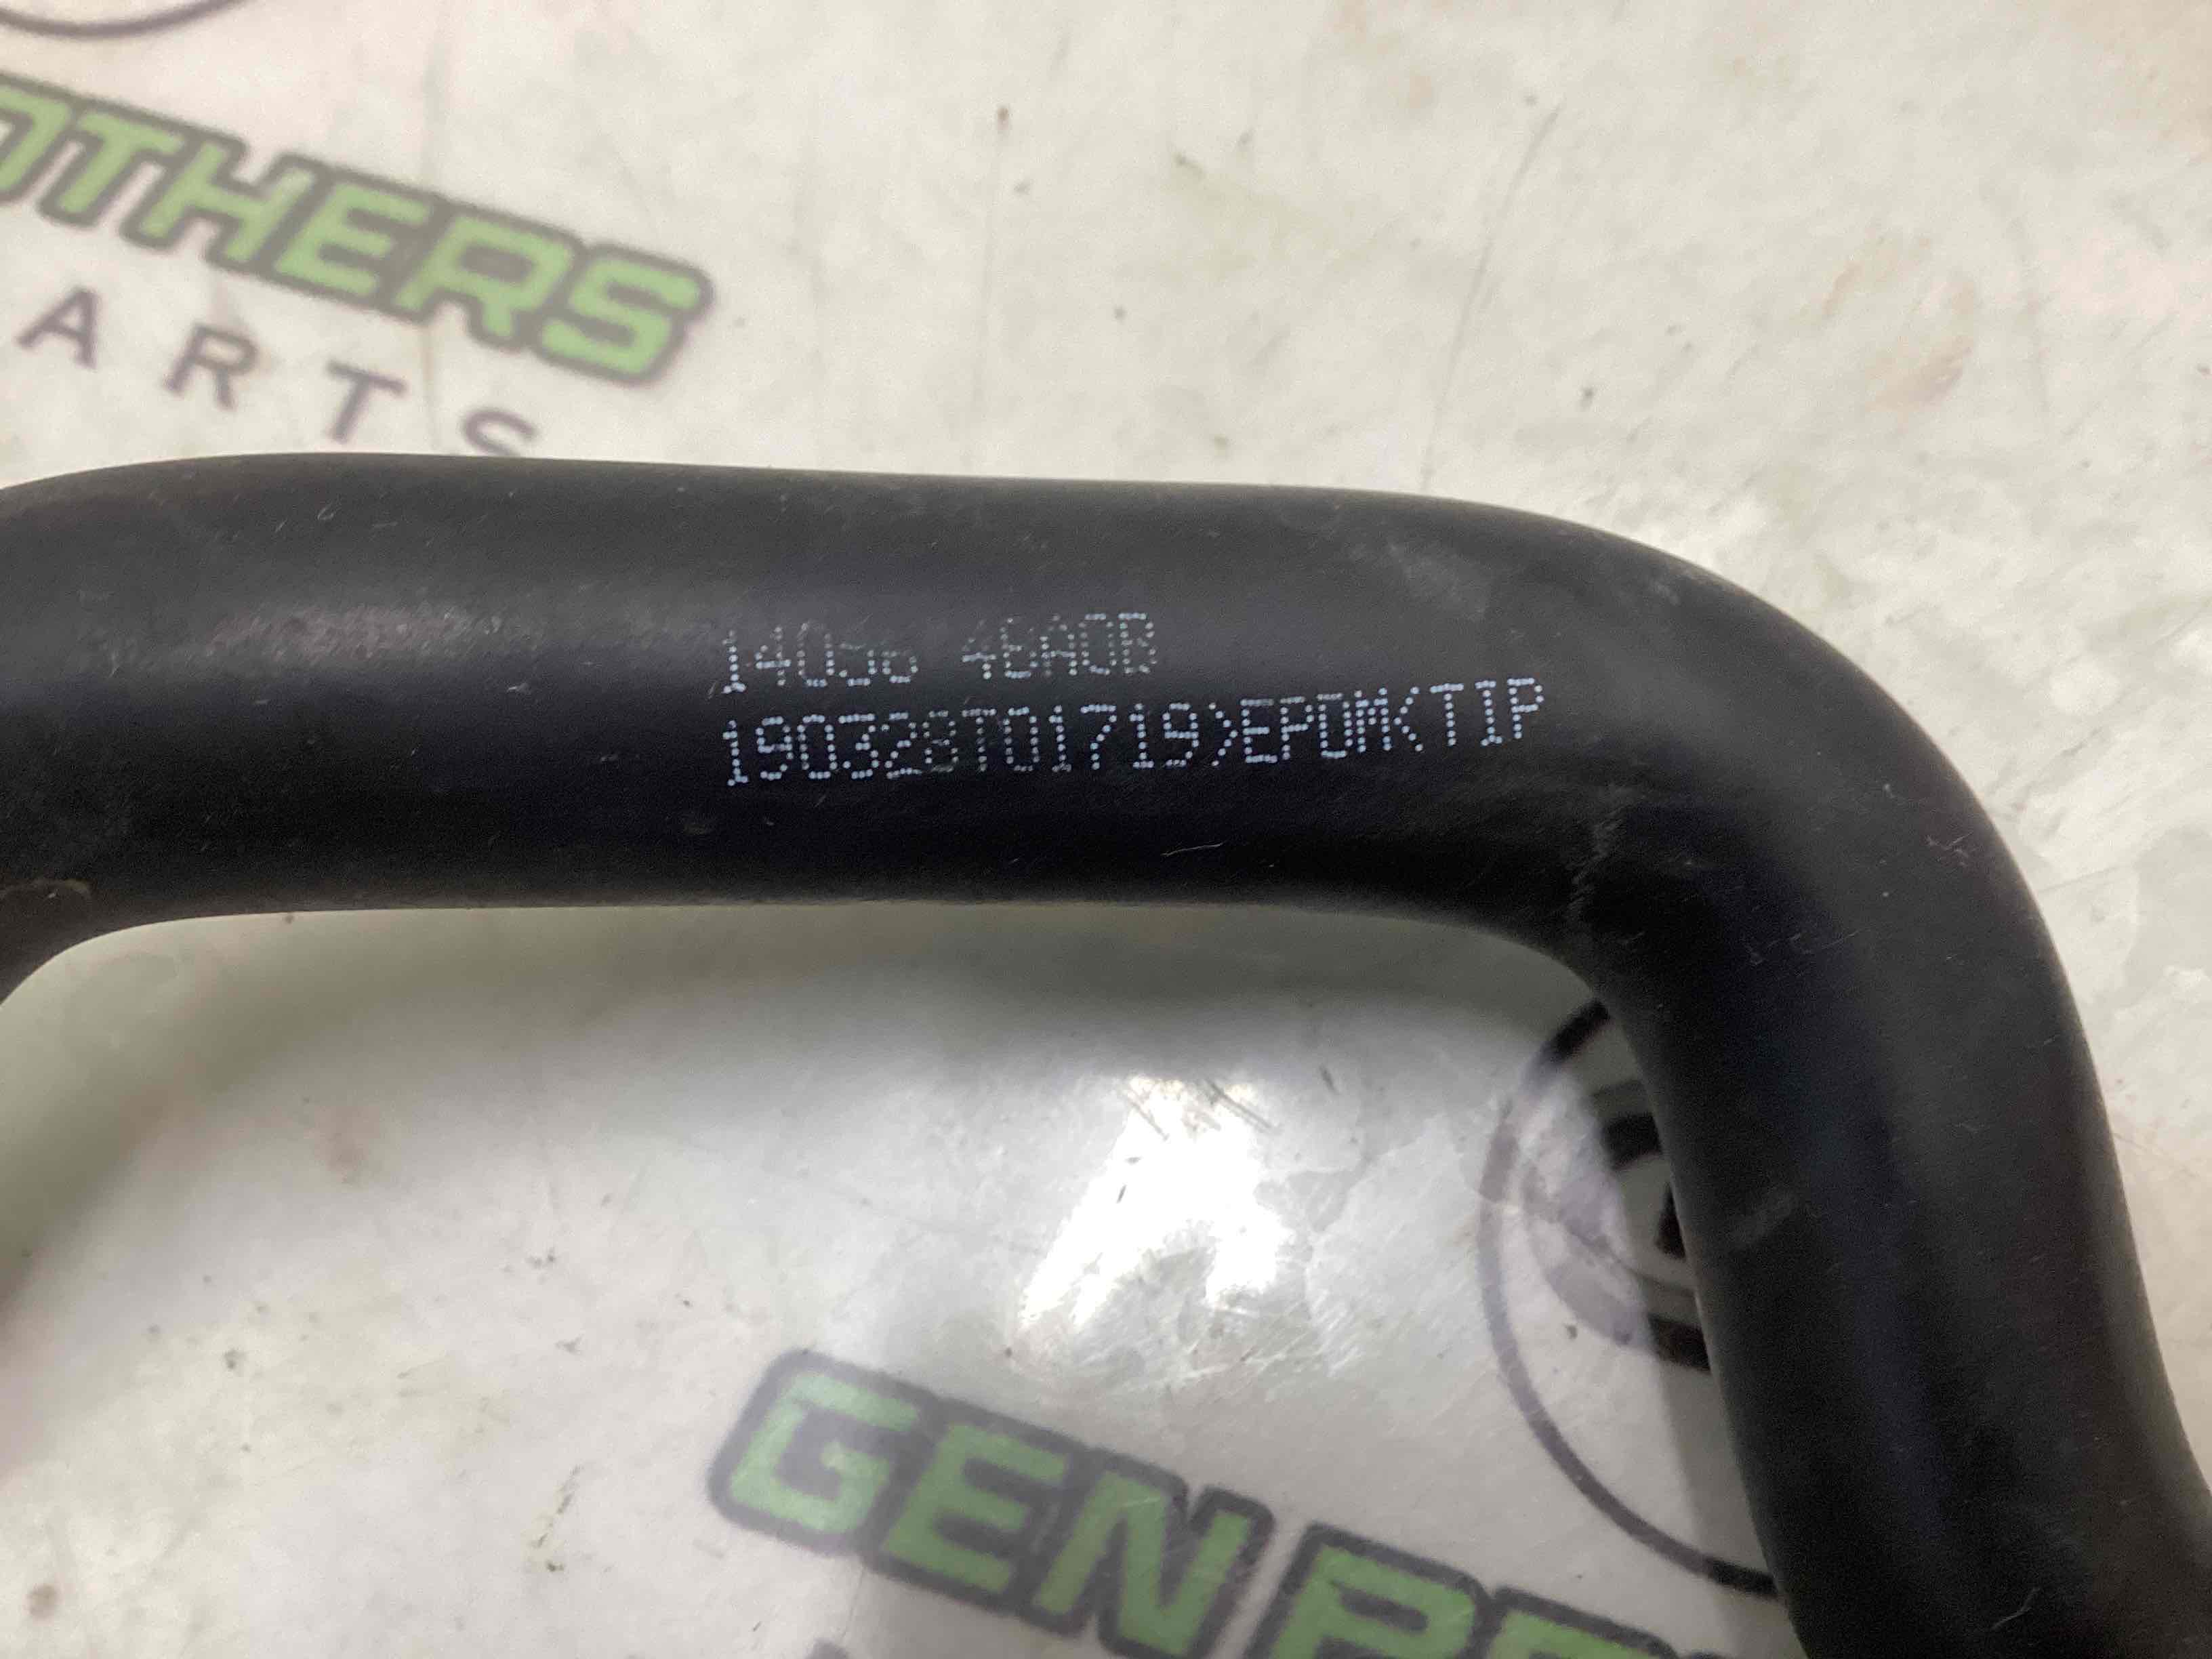 OTHERS
ARTS
14056 4BA0B
190328T01719>EPDM<TIP
GEN